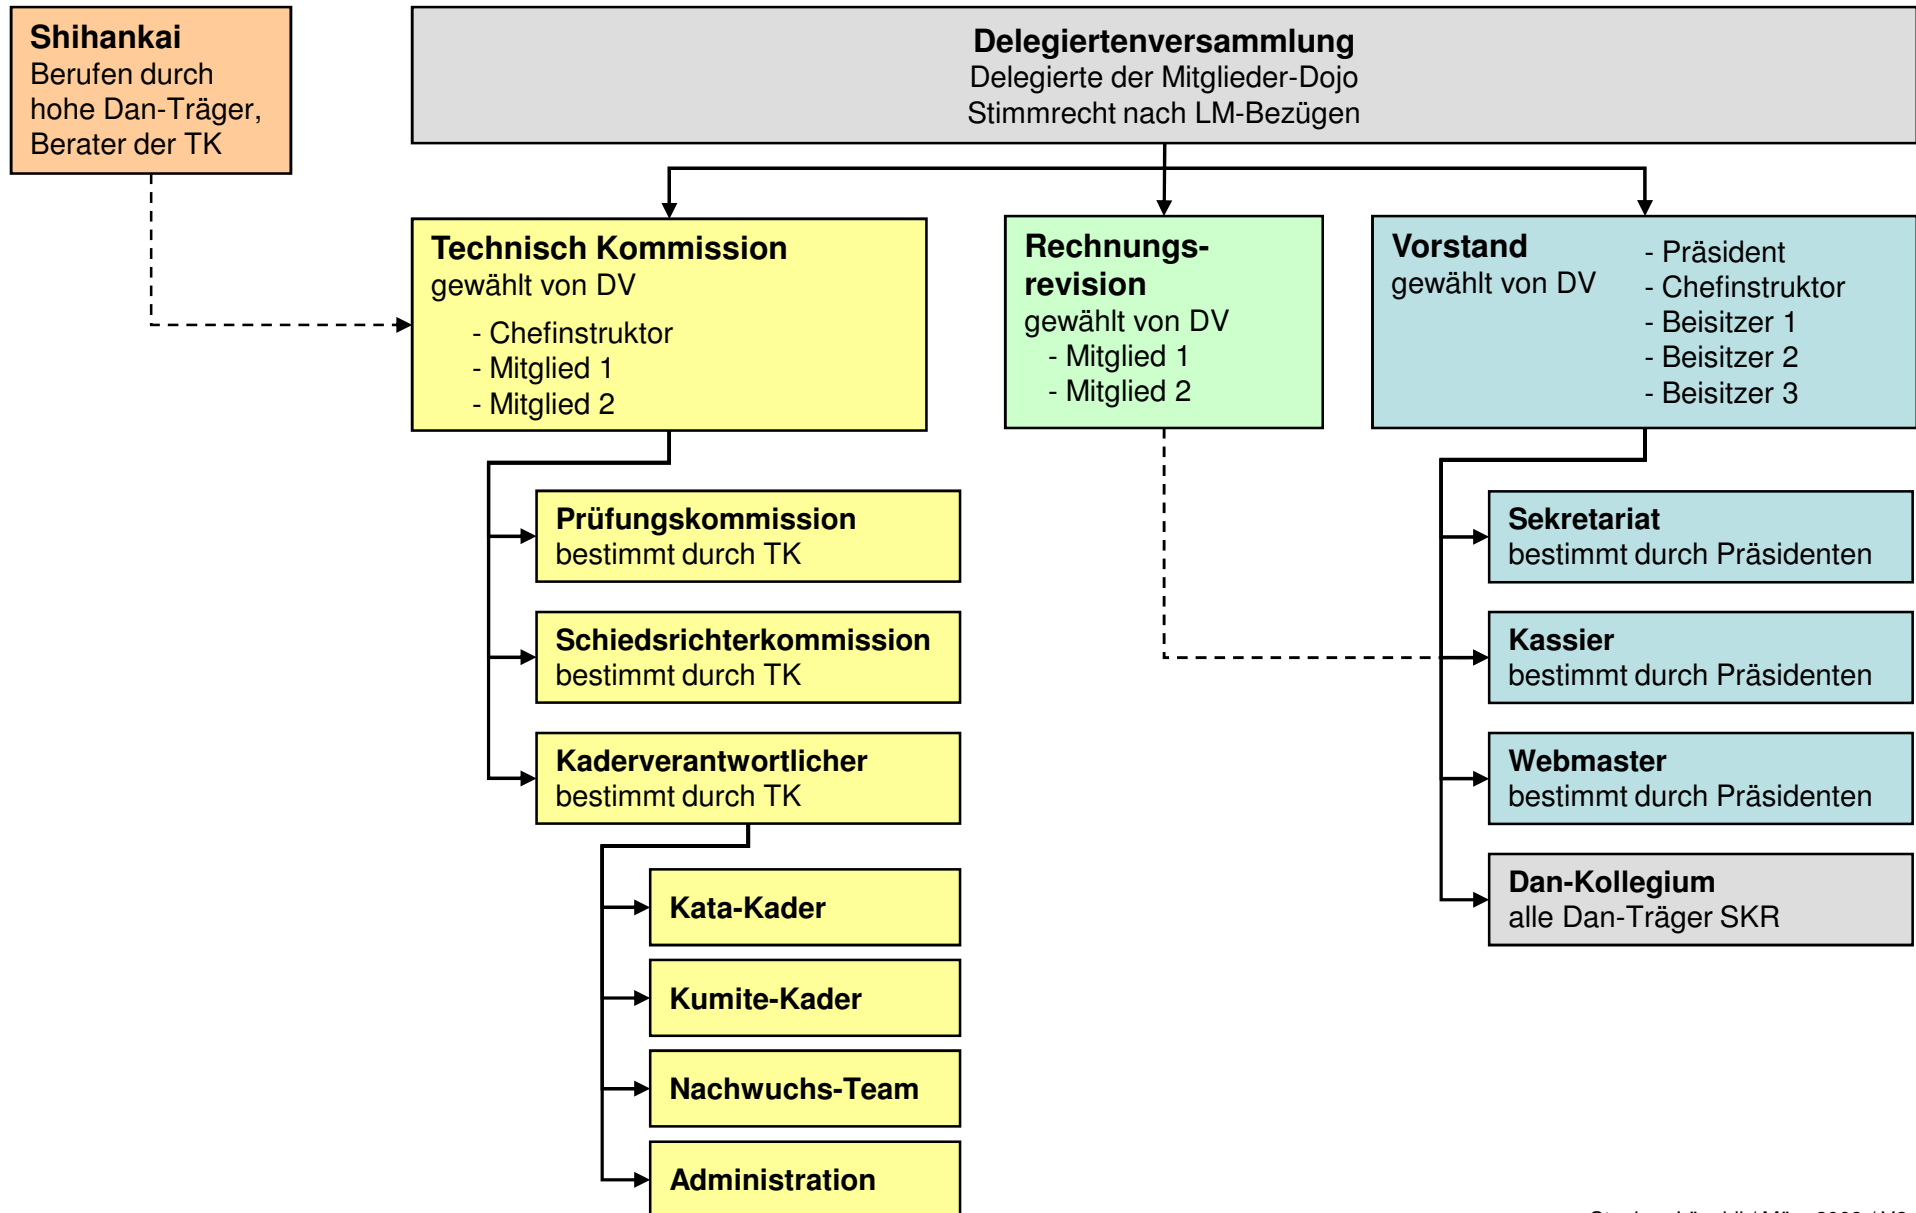 Shihankai
Berufen durch
hohe Dan-Träger,
Berater der TK
Delegiertenversammlung
Delegierte der Mitglieder-Dojo
Stimmrecht nach LM-Bezügen
Technisch Kommission
gewählt von DV
- Chefinstruktor
- Mitglied 1
- Mitglied 2
Rechnungs-
revision
gewählt von DV
- Mitglied 1
- Mitglied 2
Vorstand
gewählt von DV
- Präsident
- Chefinstruktor
- Beisitzer 1
- Beisitzer 2
- Beisitzer 3
Prüfungskommission
bestimmt durch TK
Schiedsrichterkommission
bestimmt durch TK
Kaderverantwortlicher
bestimmt durch TK
Kata-Kader
Kumite-Kader
Nachwuchs-Team
Administration
Sekretariat
bestimmt durch Präsidenten
Kassier
bestimmt durch Präsidenten
Webmaster
bestimmt durch Präsidenten
Dan-Kollegium
alle Dan-Träger SKR